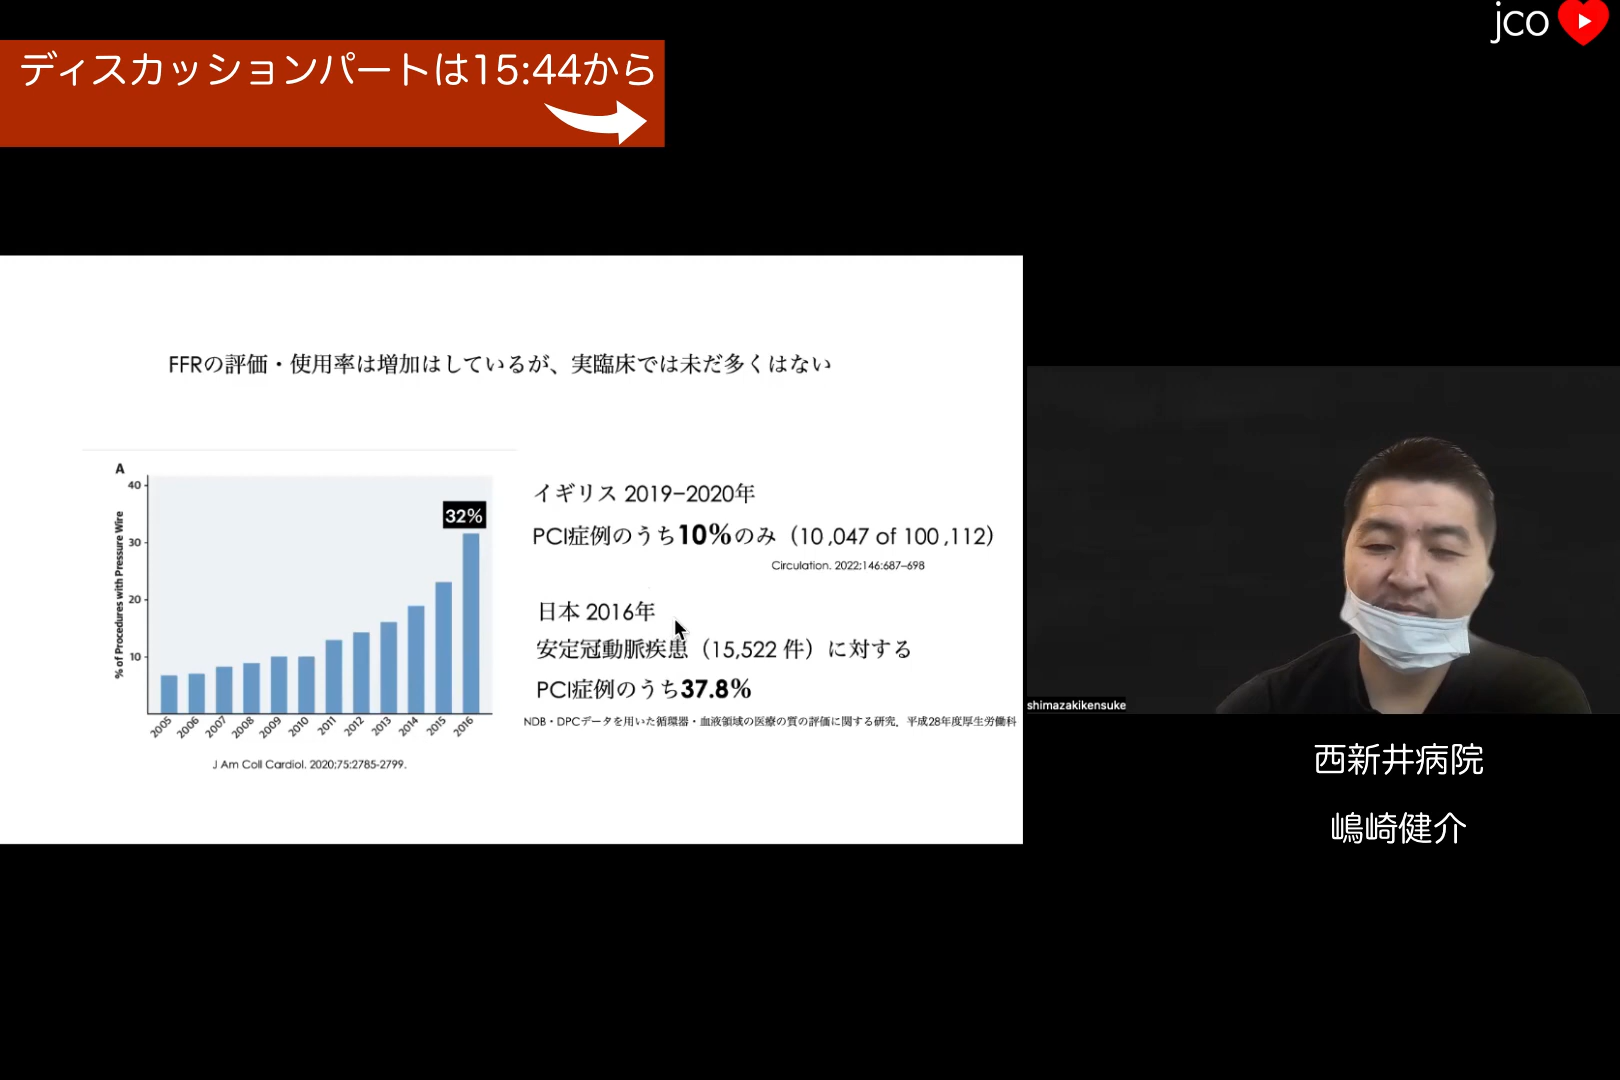 jco
ディスカッションパートは15:44から
FFRの評価・使用率は増加はしているが、実臨床では未だ多くはない
A
% of Procedures with Pressure Wire
40
30
20
10
32%
2005
2006
2007
2008
2009
2010
2011
2012
2013
2014
2015
2016
J Am Coll Cardiol. 2020;75:2785-2799.
イギリス 2019–2020年
PCI症例のうち10%のみ（10,047 of 100,112）
Circulation. 2022;146:687–698
日本 2016年
安定冠動脈疾患（15,522 件）に対する
PCI症例のうち37.8%
NDB・DPCデータを用いた循環器・血液領域の医療の質の評価に関する研究，平成28年度厚生労働科
shimazakikensuke
西新井病院
嶋崎健介